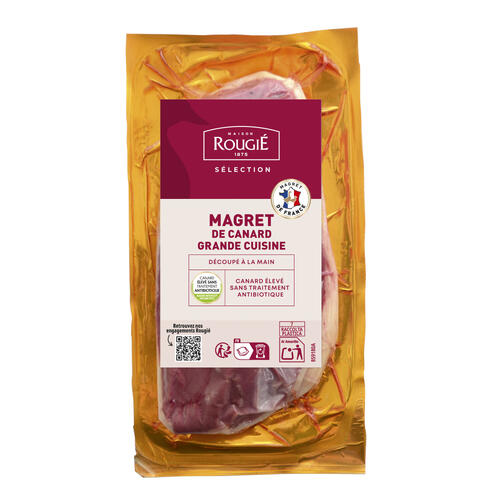 MAISON
ROUGIÉ
1875
SÉLECTION
MAGRET
DE FRANCE
MAGRET
DE CANARD
GRANDE CUISINE
DÉCOUPÉ À LA MAIN
CANARD
ÉLEVÉ SANS
TRAITEMENT
ANTIBIOTIQUE
CANARD ÉLEVÉ
SANS TRAITEMENT
ANTIBIOTIQUE
Retrouvez nos
engagements Rougié
RACCOLTA
PLASTICA
859180A